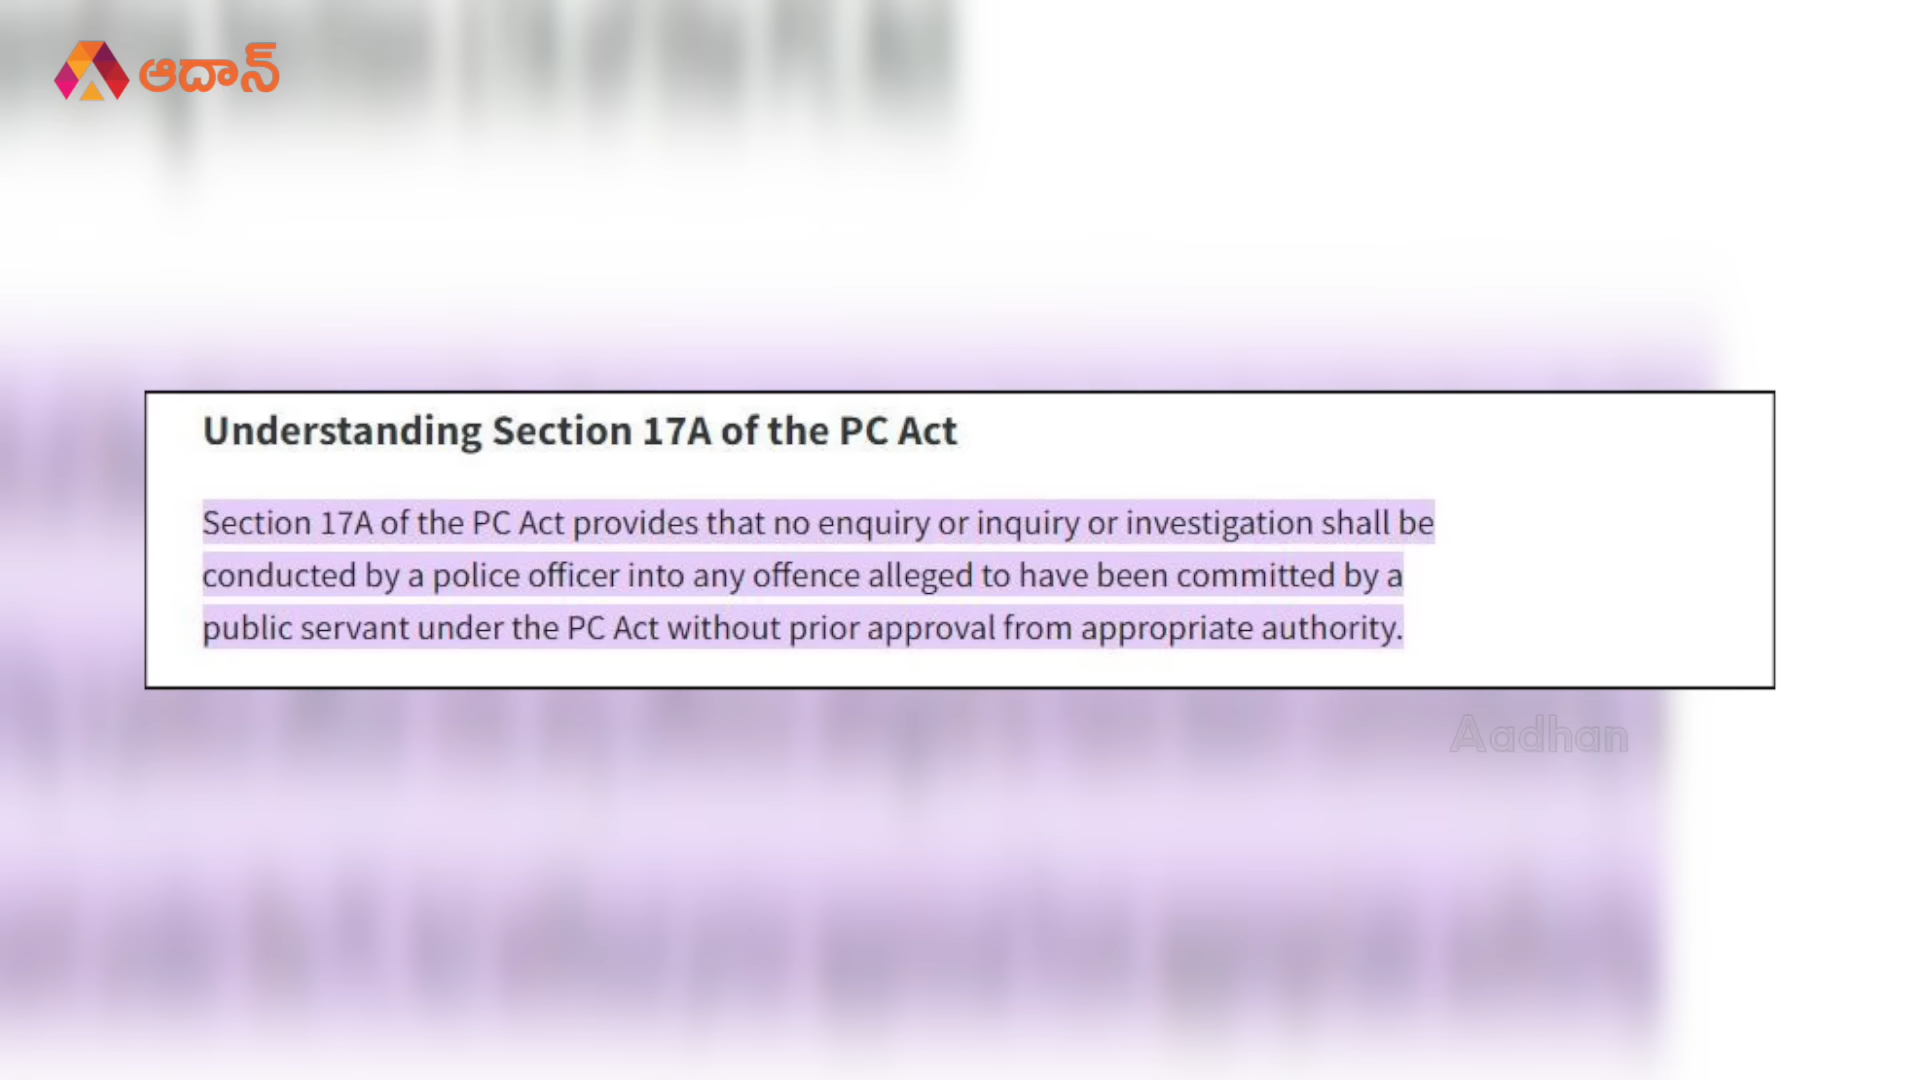 ఆదాన్
Understanding Section 17A of the PC Act
Section 17A of the PC Act provides that no enquiry or inquiry or investigation shall be
conducted by a police officer into any offence alleged to have been committed by a
public servant under the PC Act without prior approval from appropriate authority.
Aadhan